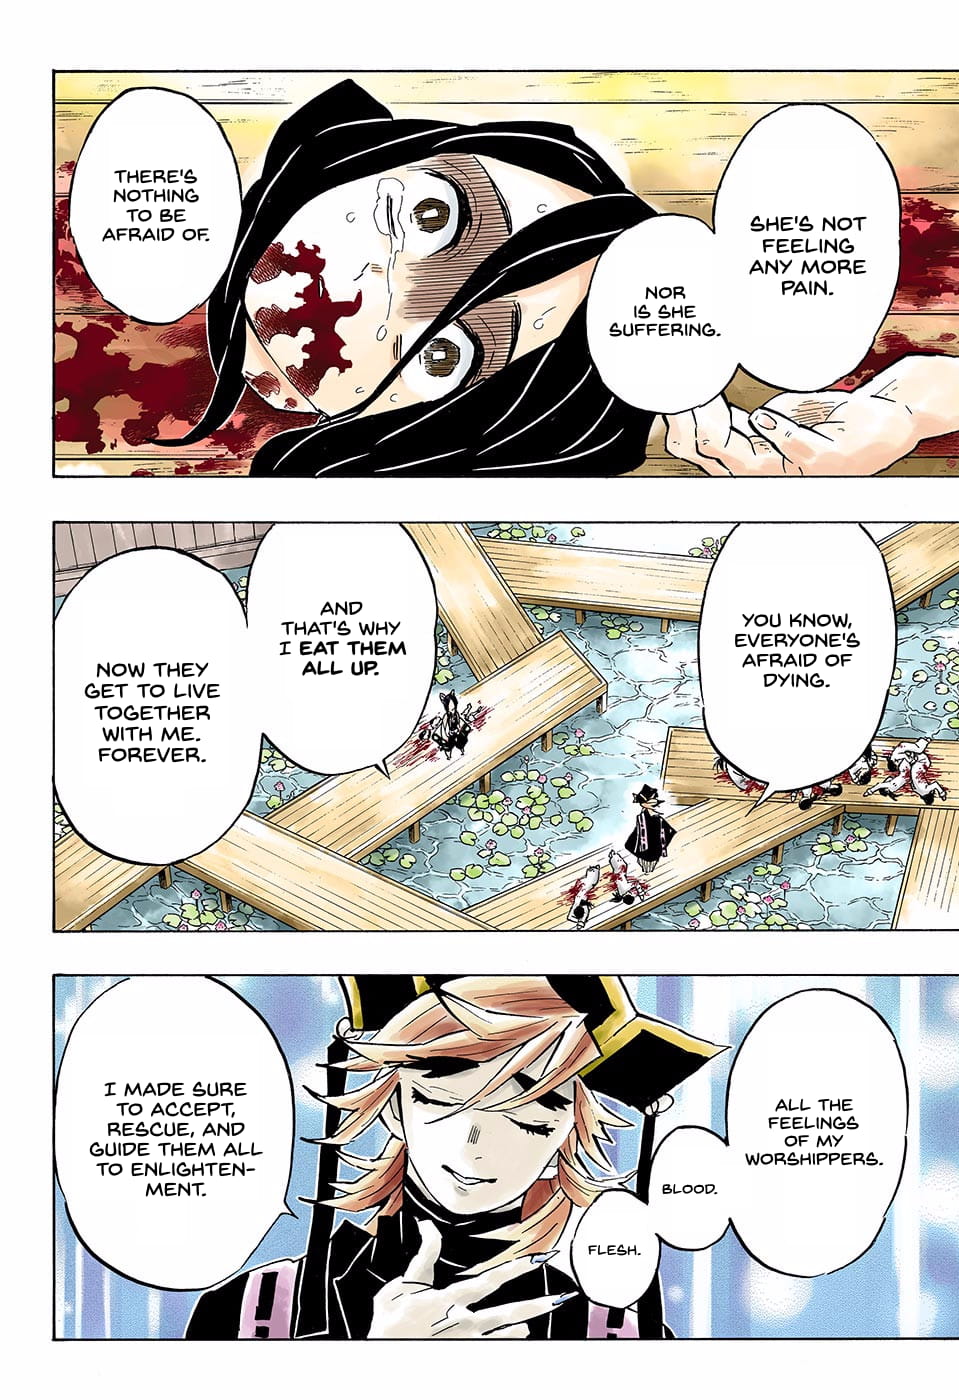 SHE'S NOT
FEELING
ANY MORE
PAIN.
NOR
IS SHE
SUFFERING.
THERE'S
NOTHING
TO BE
AFRAID OF.
YOU KNOW,
EVERYONE'S
AFRAID OF
DYING.
AND
THAT'S WHY
I EAT THEM
ALL UP.
NOW THEY
GET TO LIVE
TOGETHER
WITH ME.
FOREVER.
ALL THE
FEELINGS
OF MY
WORSHIPPERS.
BLOOD.
FLESH.
I MADE SURE
TO ACCEPT,
RESCUE, AND
GUIDE THEM ALL
TO ENLIGHTEN-
MENT.